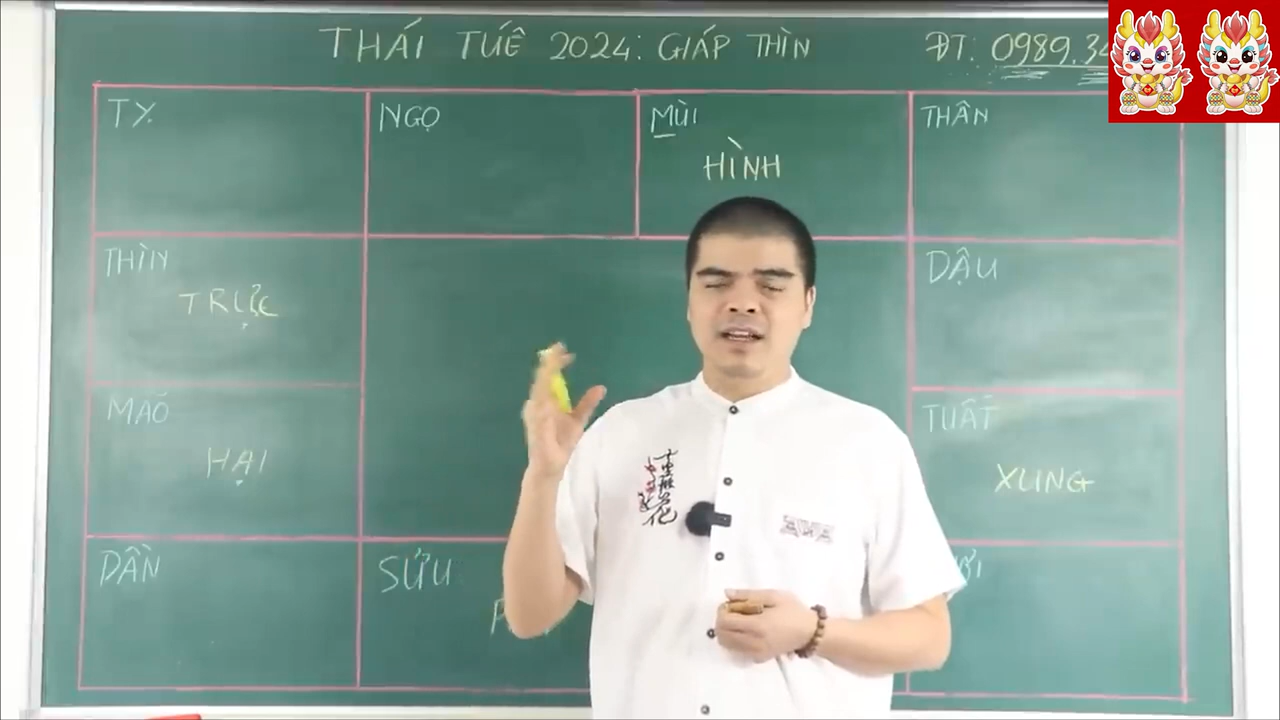 THÁI TUẾ 2024: GIÁP THÌN
ĐT: 0989.34
TỴ
NGỌ
MÙI
THÂN
HÌNH
THÌN
TRỰC
DẬU
MÃO
HẠI
TUẤT
XUNG
DẦN
SỬU